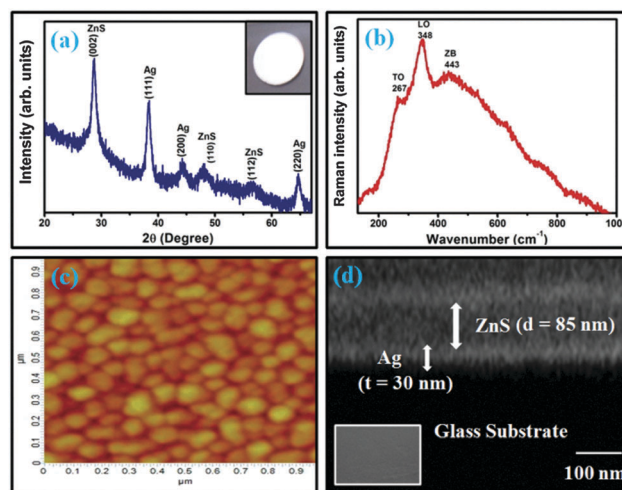 (a)
ZnS
(002)
Ag
(111)
Ag
(200)
ZnS
(110)
ZnS
(112)
Ag
(220)
Intensity (arb. units)
20 30 40 50 60
2θ (Degree)
(b)
LO
348
TO
267
ZB
443
Raman intensity (arb. units)
200 400 600 800 1000
Wavenumber (cm⁻¹)
(c)
0 0.1 0.2 0.3 0.4 0.5 0.6 0.7 0.8 0.9
µm
0 0.1 0.2 0.3 0.4 0.5 0.6 0.7 0.8 0.9
µm
(d)
ZnS (d = 85 nm)
Ag
(t = 30 nm)
Glass Substrate
100 nm